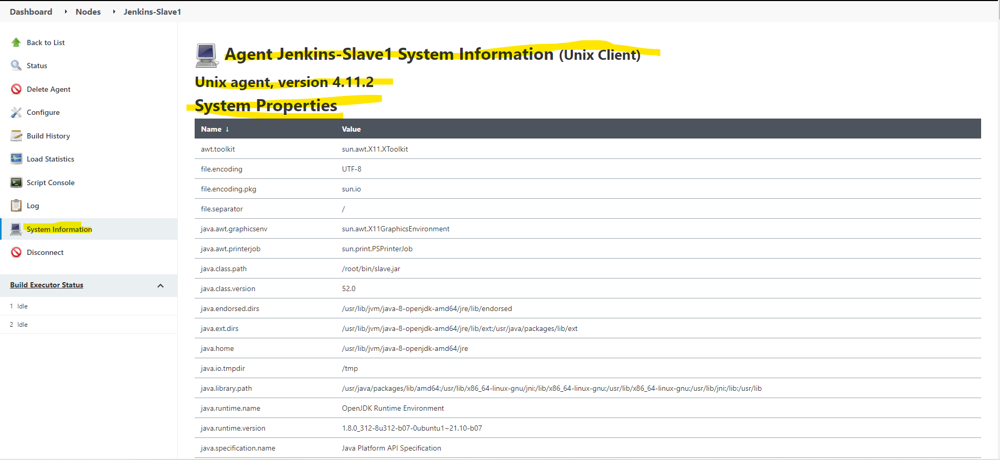 Dashboard Nodes Jenkins-Slave1
Back to List
Status
Delete Agent
Configure
Build History
Load Statistics
Script Console
Log
System Information
Disconnect
Build Executor Status
1 Idle
2 Idle
Agent Jenkins-Slave1 System Information (Unix Client)
Unix agent, version 4.11.2
System Properties
Name ↓ Value
awt.toolkit sun.awt.X11.XToolkit
file.encoding UTF-8
file.encoding.pkg sun.io
file.separator /
java.awt.graphicsenv sun.awt.X11GraphicsEnvironment
java.awt.printerjob sun.print.PSPrinterJob
java.class.path /root/bin/slave.jar
java.class.version 52.0
java.endorsed.dirs /usr/lib/jvm/java-8-openjdk-amd64/jre/lib/endorsed
java.ext.dirs /usr/lib/jvm/java-8-openjdk-amd64/jre/lib/ext:/usr/java/packages/lib/ext
java.home /usr/lib/jvm/java-8-openjdk-amd64/jre
java.io.tmpdir /tmp
java.library.path /usr/java/packages/lib/amd64:/usr/lib/x86_64-linux-gnu/jni:/lib/x86_64-linux-gnu:/usr/lib/x86_64-linux-gnu:/usr/lib/jni:/lib:/usr/lib
java.runtime.name OpenJDK Runtime Environment
java.runtime.version 1.8.0_312-8u312-b07-0ubuntu1~21.10-b07
java.specification.name Java Platform API Specification